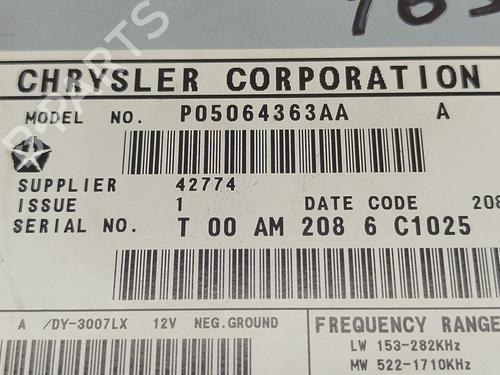 CHRYSLER CORPORATION
MODEL NO. P05064363AA A
SUPPLIER 42774
ISSUE 1 DATE CODE 208
SERIAL NO. T 00 AM 208 6 C1025
A /DY-3007LX 12V NEG.GROUND
FREQUENCY RANGE
LW 153-282KHz
MW 522-1710KHz